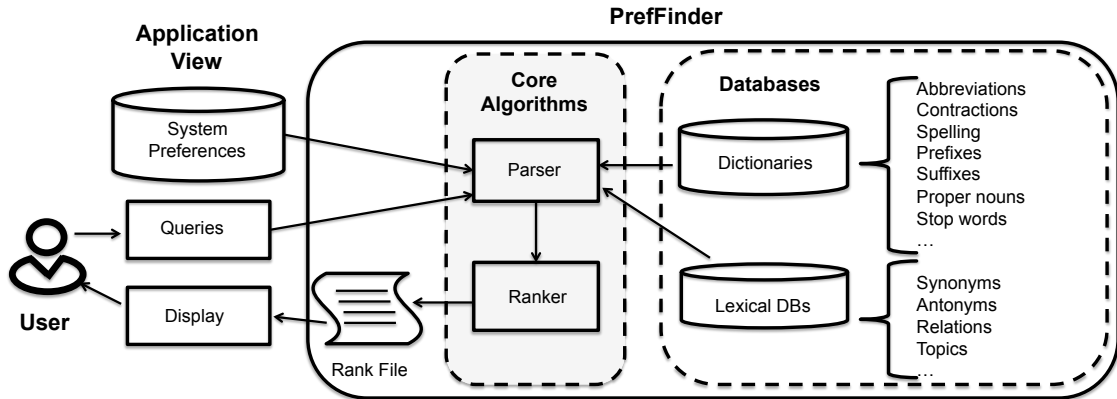 PrefFinder
Application
View
System
Preferences
Queries
Display
User
Rank File
Core
Algorithms
Parser
Ranker
Databases
Dictionaries
Lexical DBs
Abbreviations
Contractions
Spelling
Prefixes
Suffixes
Proper nouns
Stop words
…
Synonyms
Antonyms
Relations
Topics
…